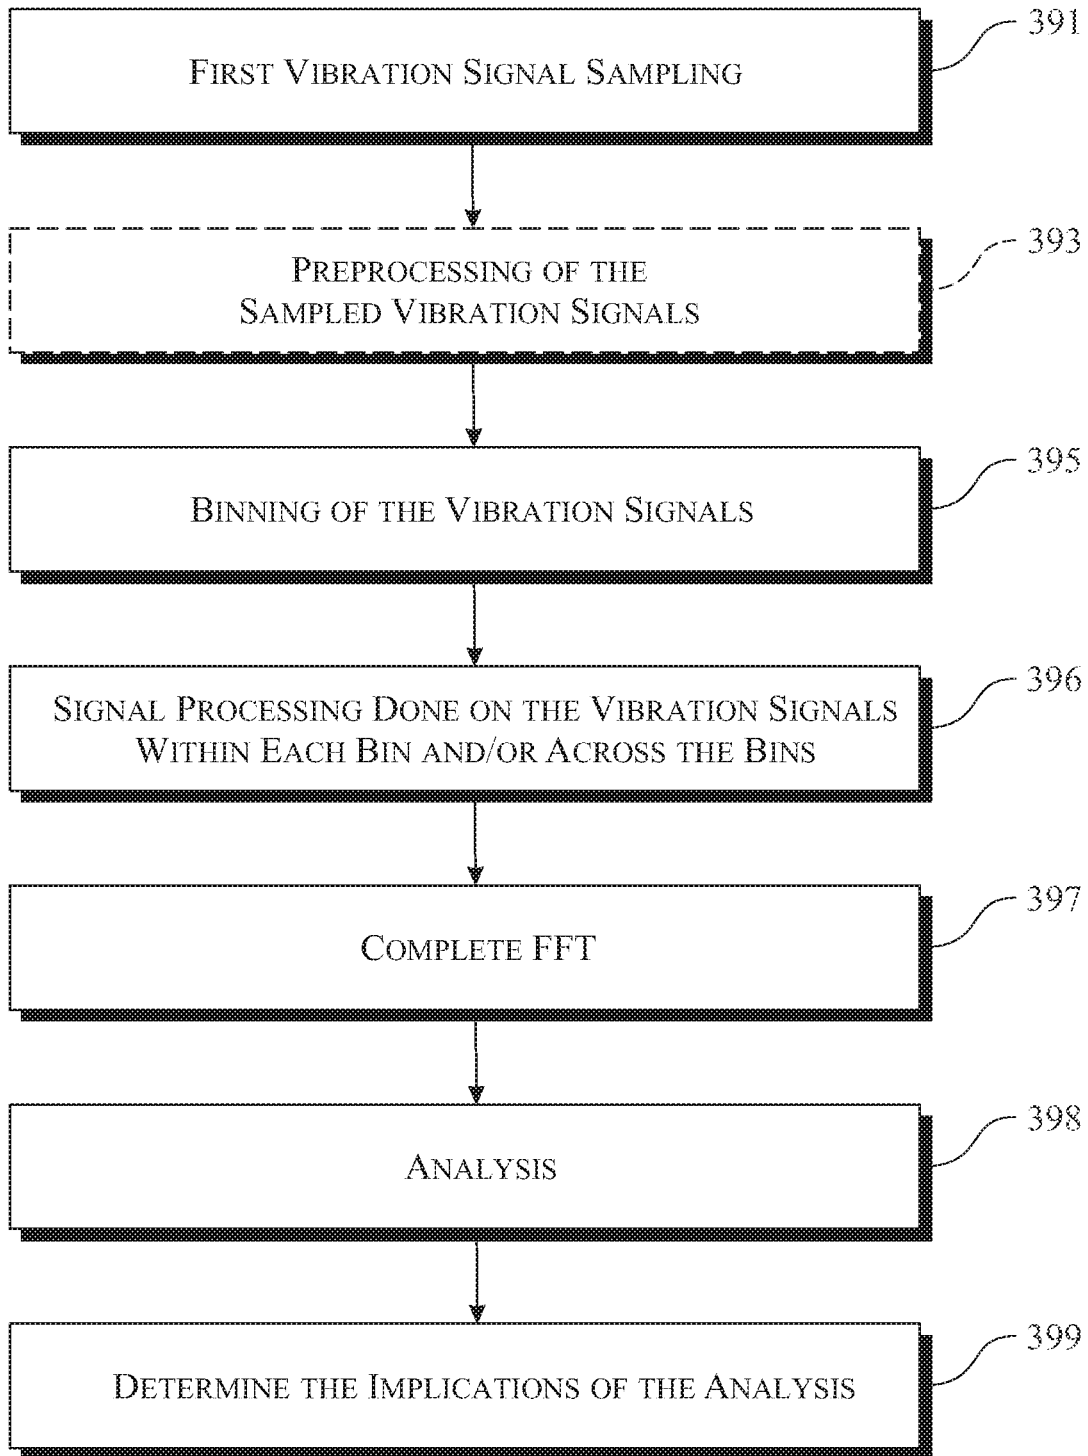 391
FIRST VIBRATION SIGNAL SAMPLING
393
PREPROCESSING OF THE
SAMPLED VIBRATION SIGNALS
395
BINNING OF THE VIBRATION SIGNALS
396
SIGNAL PROCESSING DONE ON THE VIBRATION SIGNALS
WITHIN EACH BIN AND/OR ACROSS THE BINS
397
COMPLETE FFT
398
ANALYSIS
399
DETERMINE THE IMPLICATIONS OF THE ANALYSIS